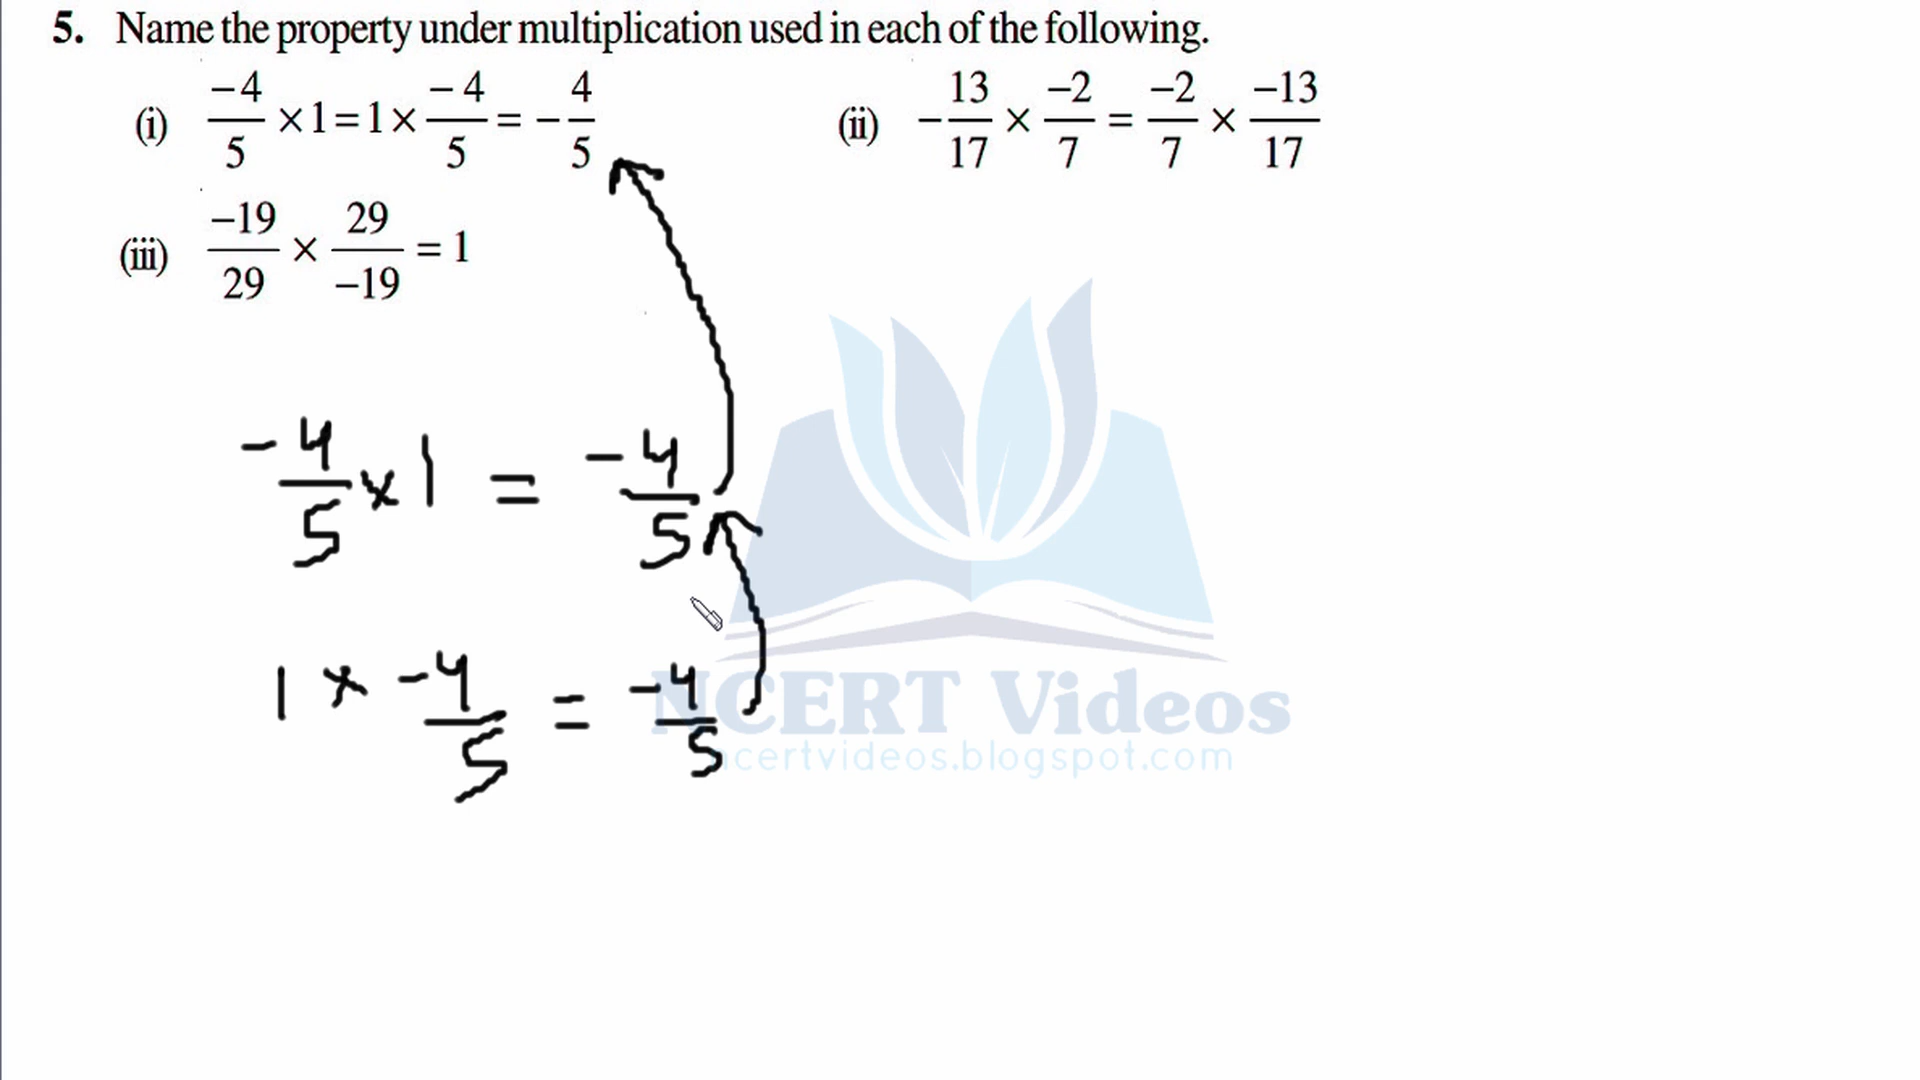 5. Name the property under multiplication used in each of the following.
(i) −4/5 × 1 = 1 × −4/5 = −4/5
(ii) −13/17 × −2/7 = −2/7 × −13/17
(iii) −19/29 × 29/−19 = 1
−4/5 × 1 = −4/5
1 × −4/5 = −4/5
NCERT Videos
certvideos.blogspot.com